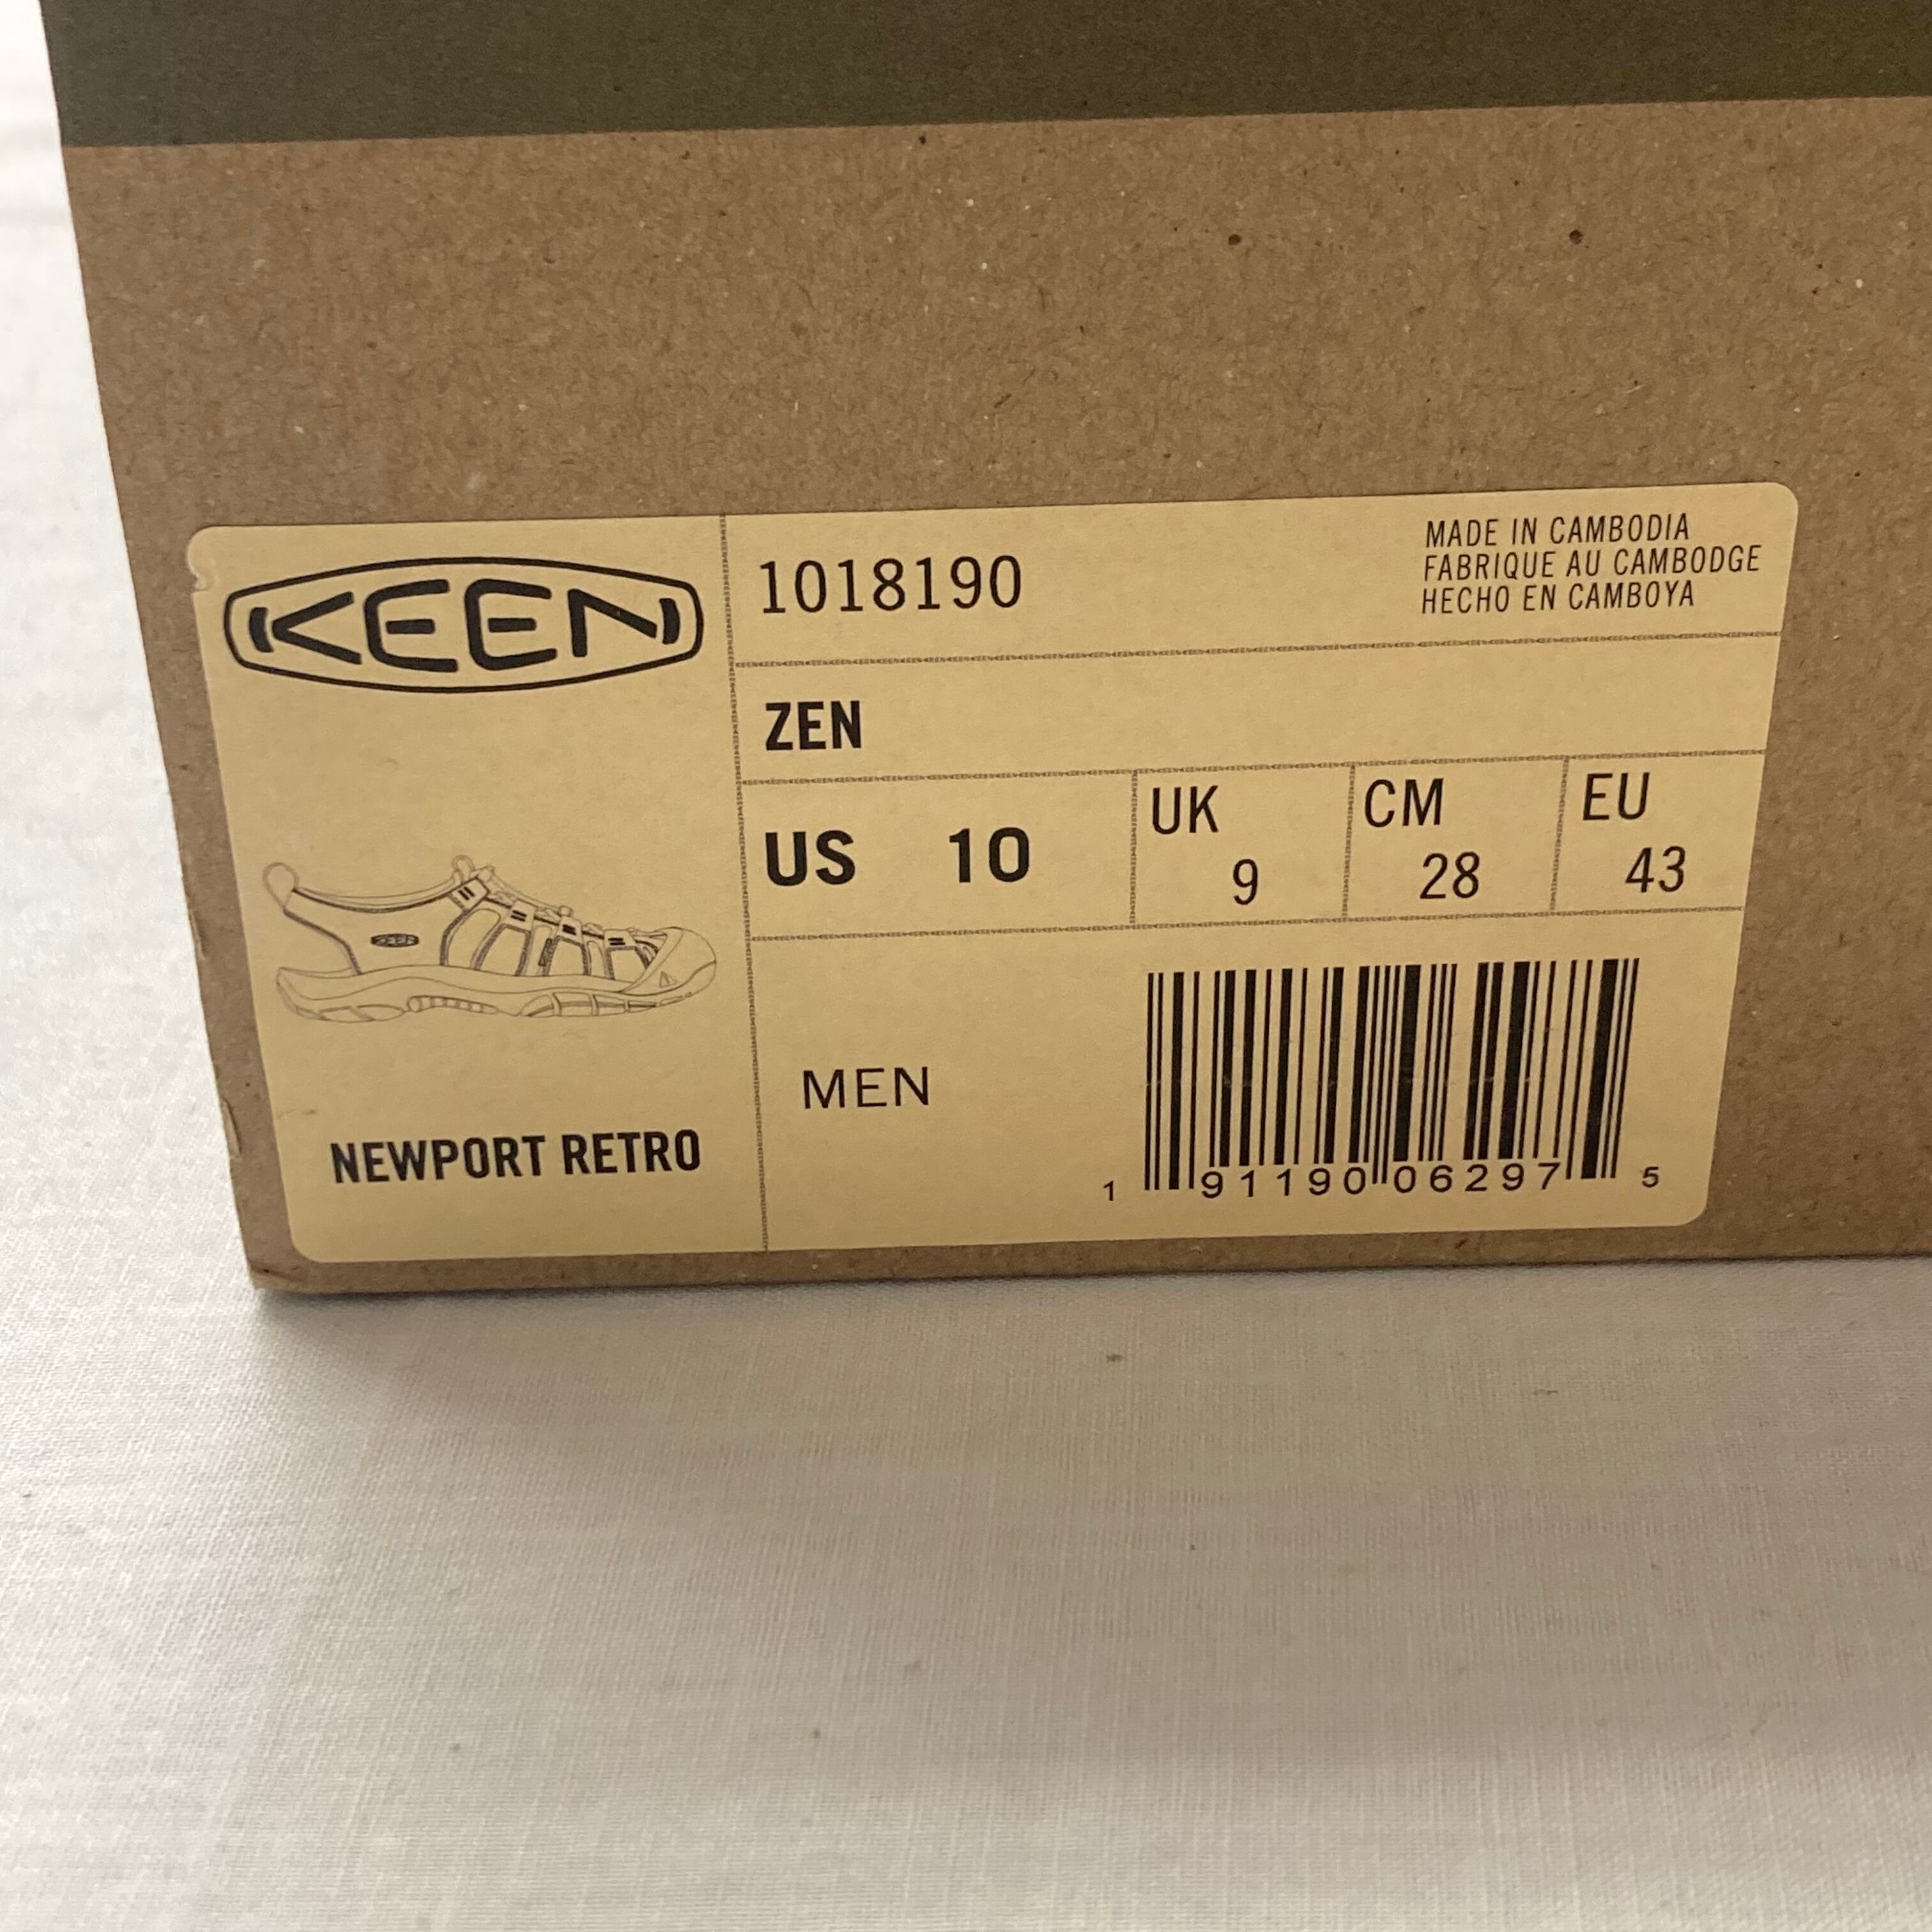 KEEN
1018190
MADE IN CAMBODIA
FABRIQUE AU CAMBODGE
HECHO EN CAMBOYA
ZEN
US 10
UK 9
CM 28
EU 43
KEEN
NEWPORT RETRO
MEN
1 91190 06297 5